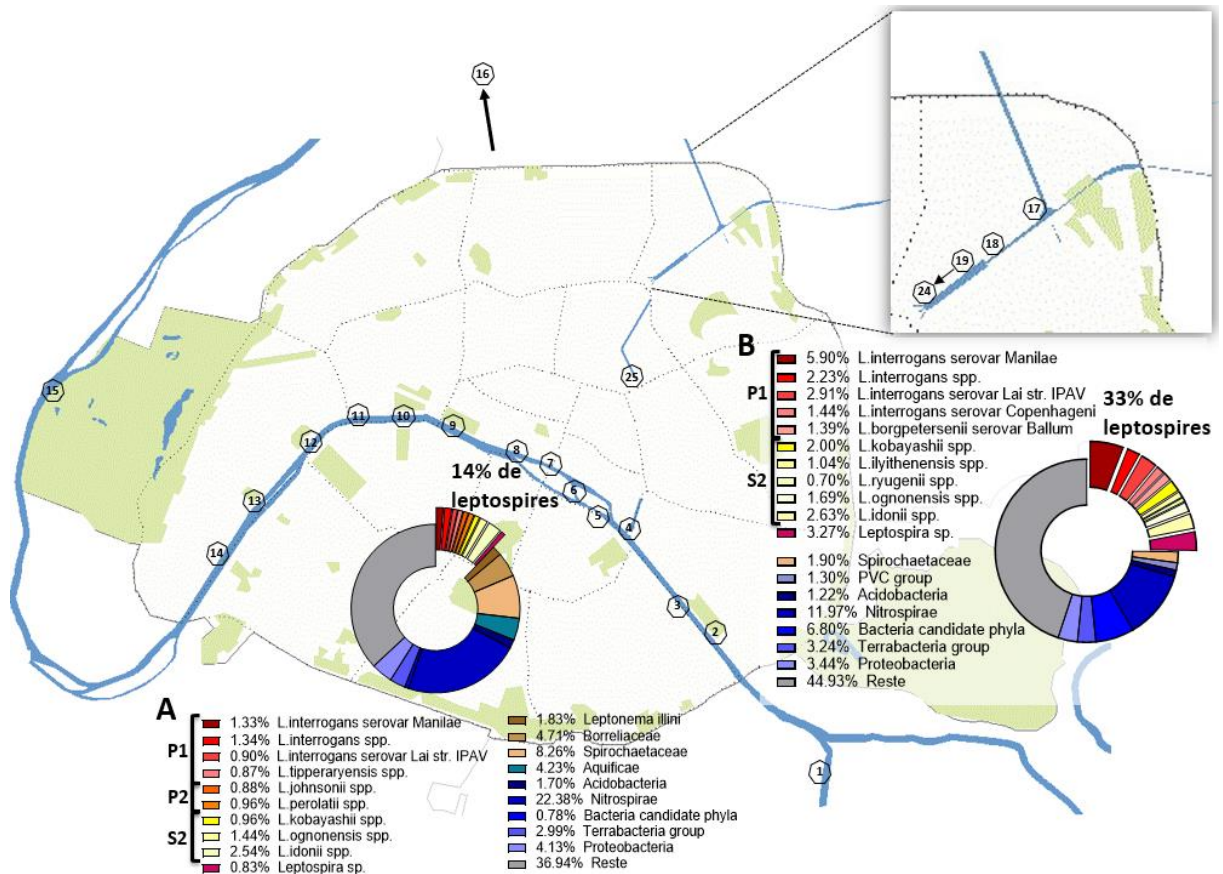 16
17
18
19
24
15
25
11
10
9
12
8
7
6
13
5
4
14
3
2
1
14% de
leptospires
B
P1
5.90% L.interrogans serovar Manilae
2.23% L.interrogans spp.
2.91% L.interrogans serovar Lai str. IPAV
1.44% L.interrogans serovar Copenhageni
1.39% L.borgpetersenii serovar Ballum
S2
2.00% L.kobayashii spp.
1.04% L.ilyithenensis spp.
0.70% L.ryugenii spp.
1.69% L.ognonensis spp.
2.63% L.idonii spp.
3.27% Leptospira sp.
1.90% Spirochaetaceae
1.30% PVC group
1.22% Acidobacteria
11.97% Nitrospirae
6.80% Bacteria candidate phyla
3.24% Terrabacteria group
3.44% Proteobacteria
44.93% Reste
33% de
leptospires
A
P1
1.33% L.interrogans serovar Manilae
1.34% L.interrogans spp.
0.90% L.interrogans serovar Lai str. IPAV
0.87% L.tipperaryensis spp.
P2
0.88% L.johnsonii spp.
0.96% L.perolatii spp.
S2
0.96% L.kobayashii spp.
1.44% L.ognonensis spp.
2.54% L.idonii spp.
0.83% Leptospira sp.
1.83% Leptonema illini
4.71% Borreliaceae
8.26% Spirochaetaceae
4.23% Aquificae
1.70% Acidobacteria
22.38% Nitrospirae
0.78% Bacteria candidate phyla
2.99% Terrabacteria group
4.13% Proteobacteria
36.94% Reste